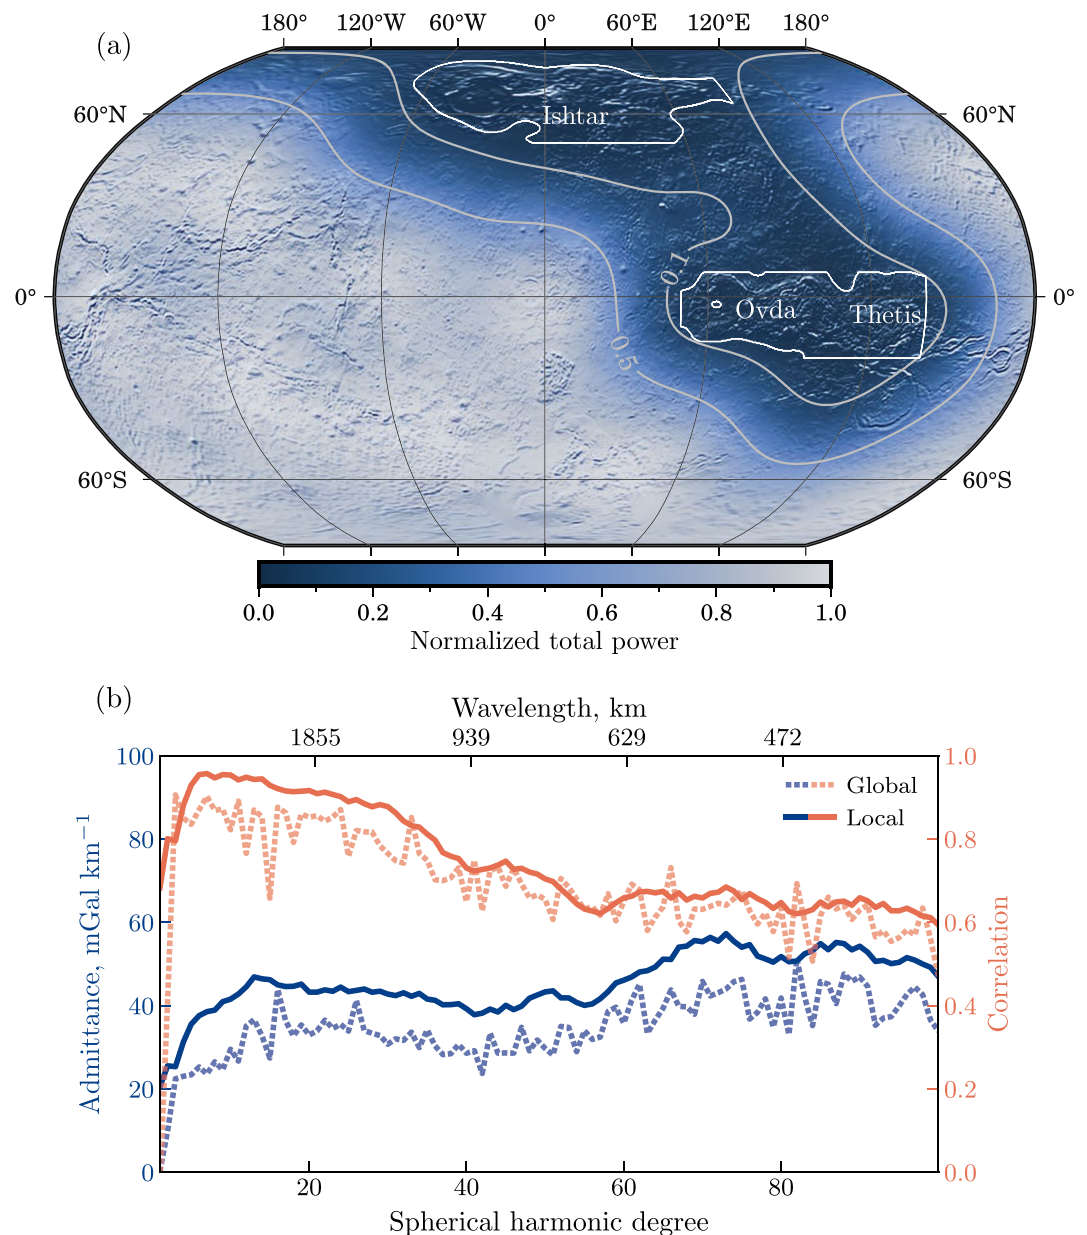 (a)
180° 120°W 60°W 0° 60°E 120°E 180°
60°N 60°N
Ishtar
0.1
0° 0°
Ovda Thetis
0.5
60°S 60°S
0.0 0.2 0.4 0.6 0.8 1.0
Normalized total power
(b)
Wavelength, km
1855 939 629 472
100 1.0
Global
Local
80 0.8
60 0.6
40 0.4
20 0.2
0 0.0
Admittance, mGal km−1
Correlation
20 40 60 80
Spherical harmonic degree